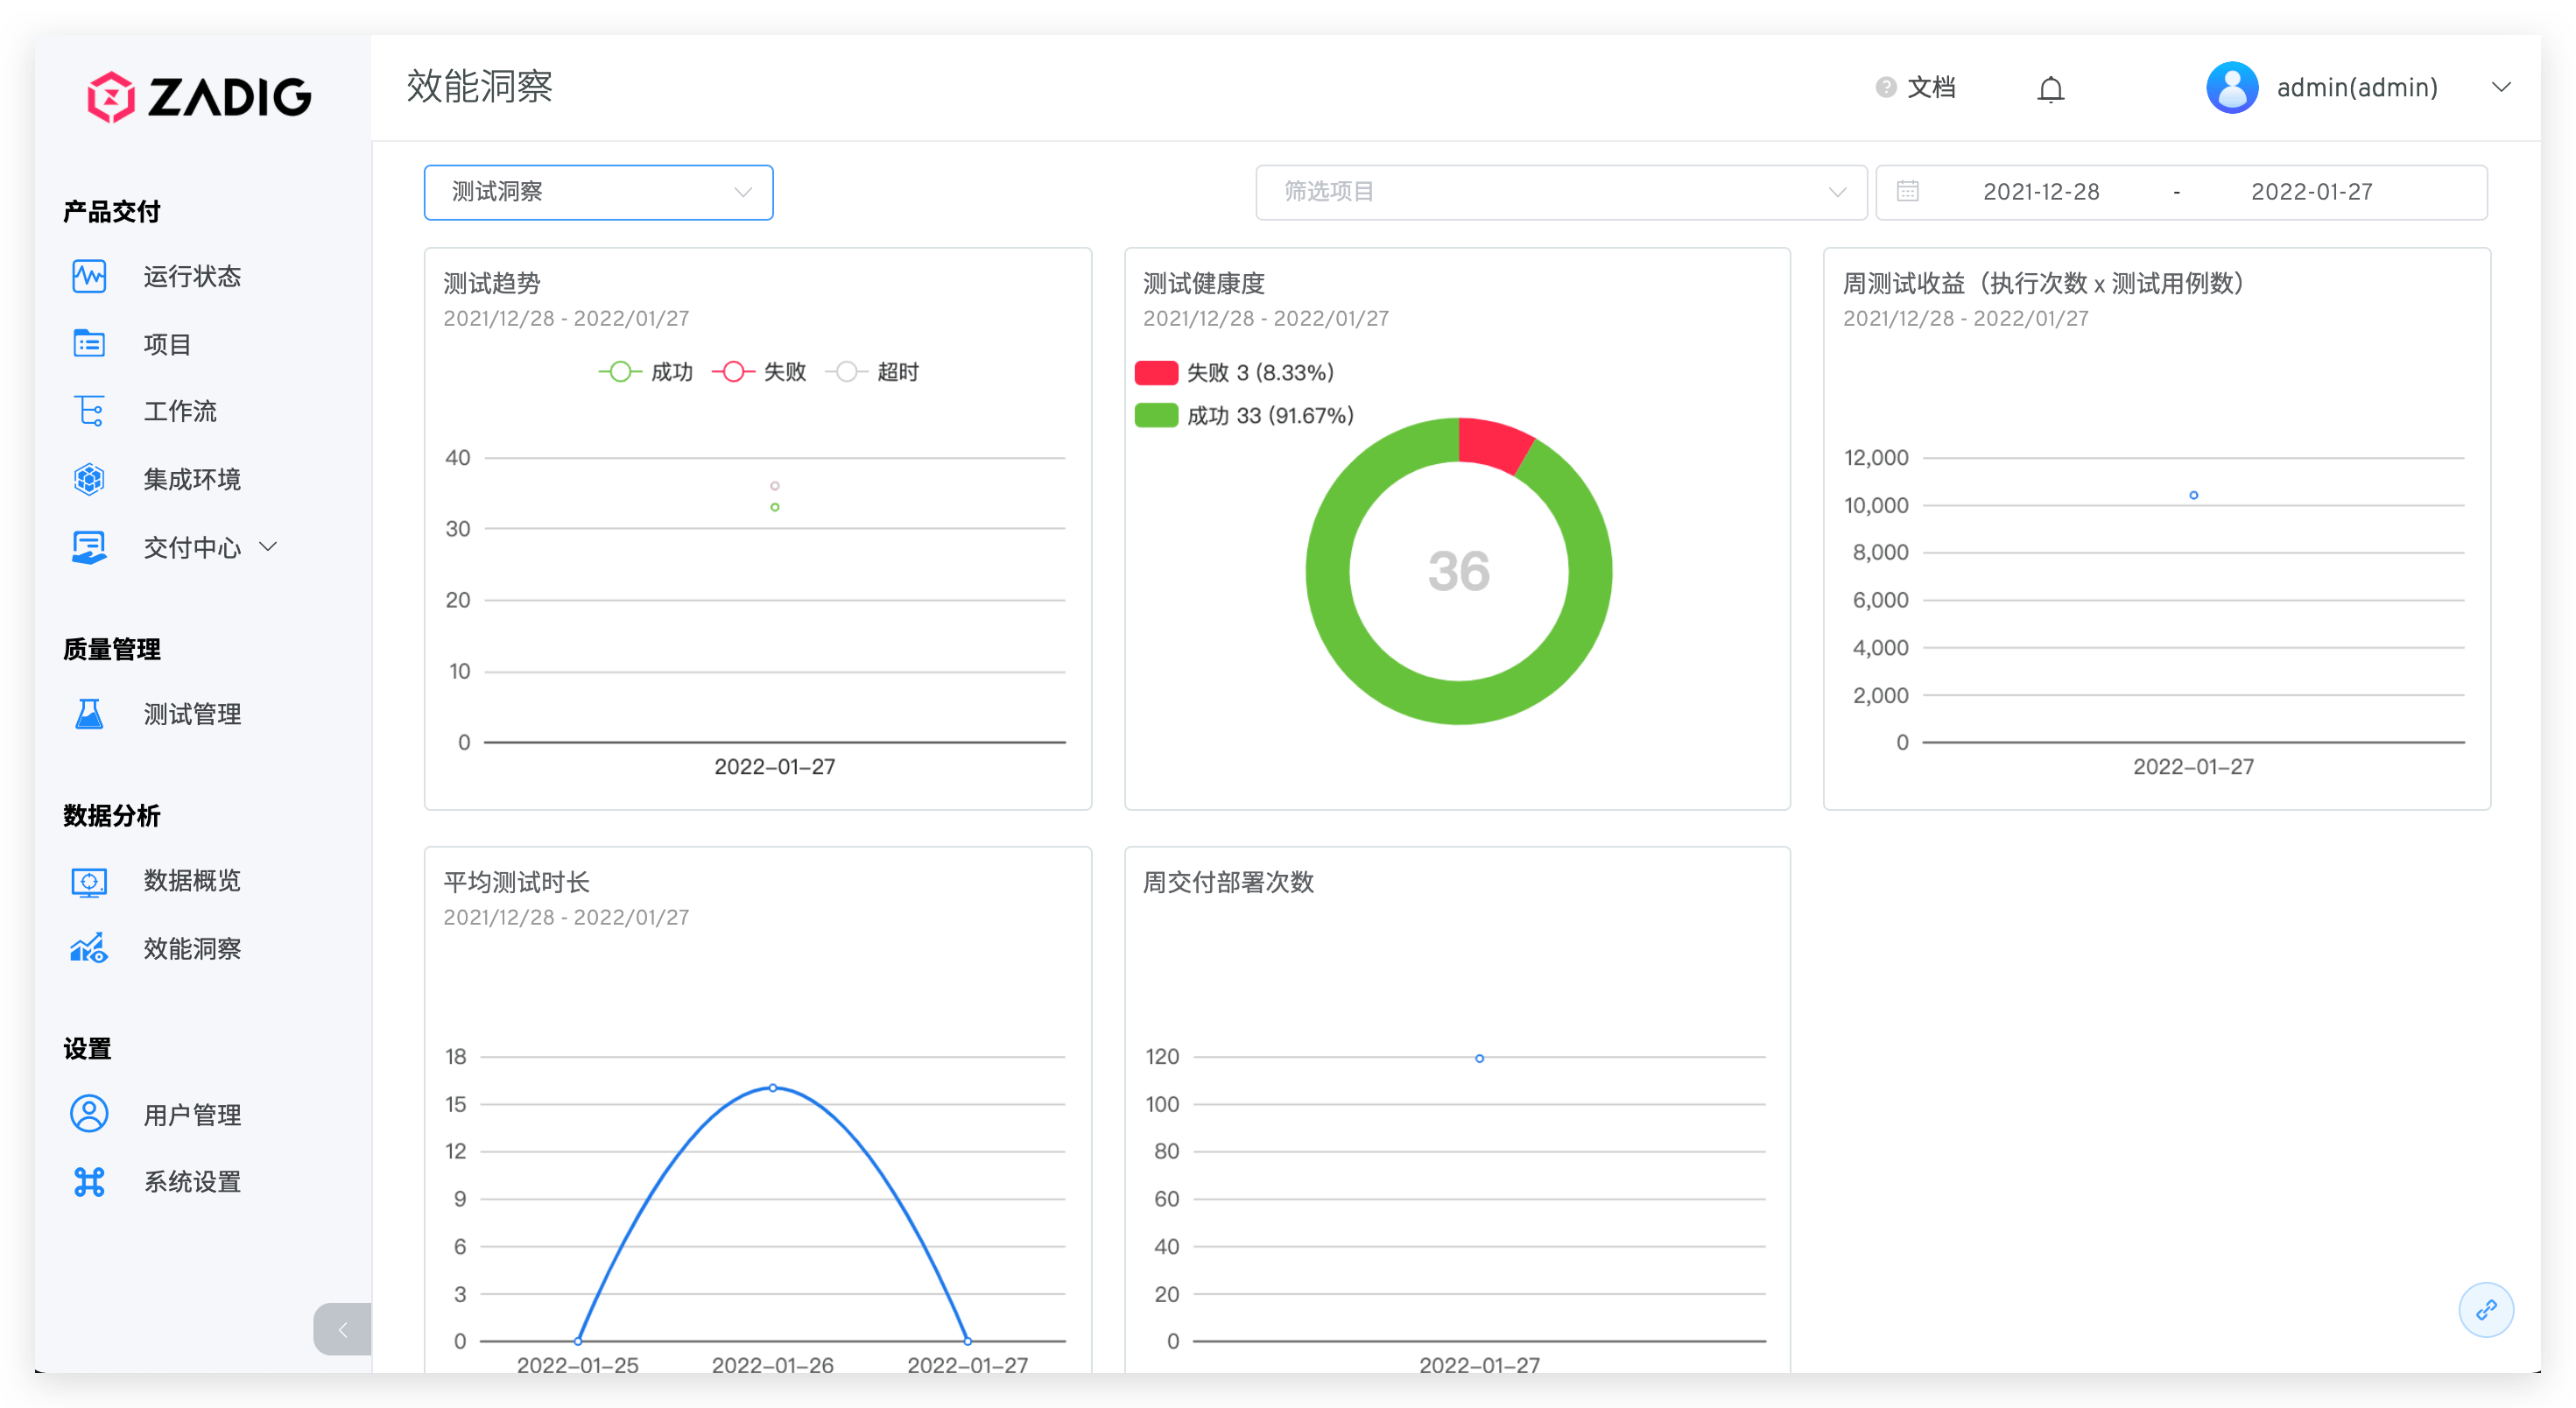 ZADIG
产品交付
运行状态
项目
工作流
集成环境
交付中心
质量管理
测试管理
数据分析
数据概览
效能洞察
设置
用户管理
系统设置
效能洞察
? 文档
admin(admin)
测试洞察
筛选项目
2021-12-28 - 2022-01-27
测试趋势
2021/12/28 - 2022/01/27
成功 失败 超时
40
30
20
10
0
2022-01-27
测试健康度
2021/12/28 - 2022/01/27
失败 3 (8.33%)
成功 33 (91.67%)
36
周测试收益（执行次数 x 测试用例数）
2021/12/28 - 2022/01/27
12,000
10,000
8,000
6,000
4,000
2,000
0
2022-01-27
平均测试时长
2021/12/28 - 2022/01/27
18
15
12
9
6
3
0
2022-01-25 2022-01-26 2022-01-27
周交付部署次数
120
100
80
60
40
20
0
2022-01-27